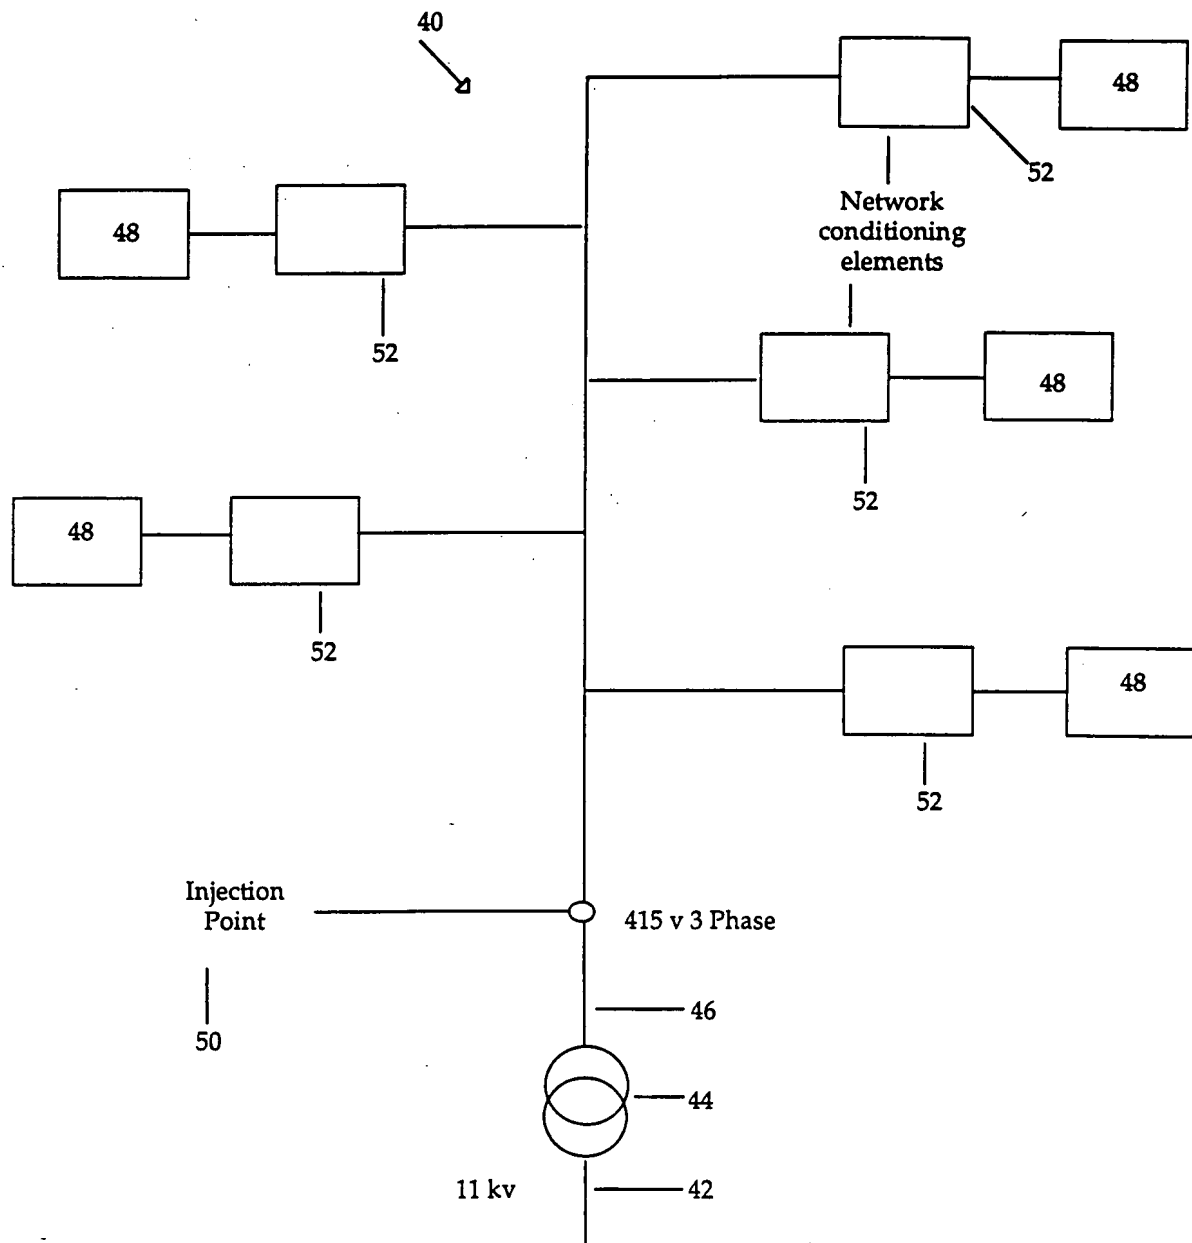 40
48
52
Network
conditioning
elements
48
52
48
52
48
52
48
52
Injection
Point
415 v 3 Phase
46
50
44
11 kv
42